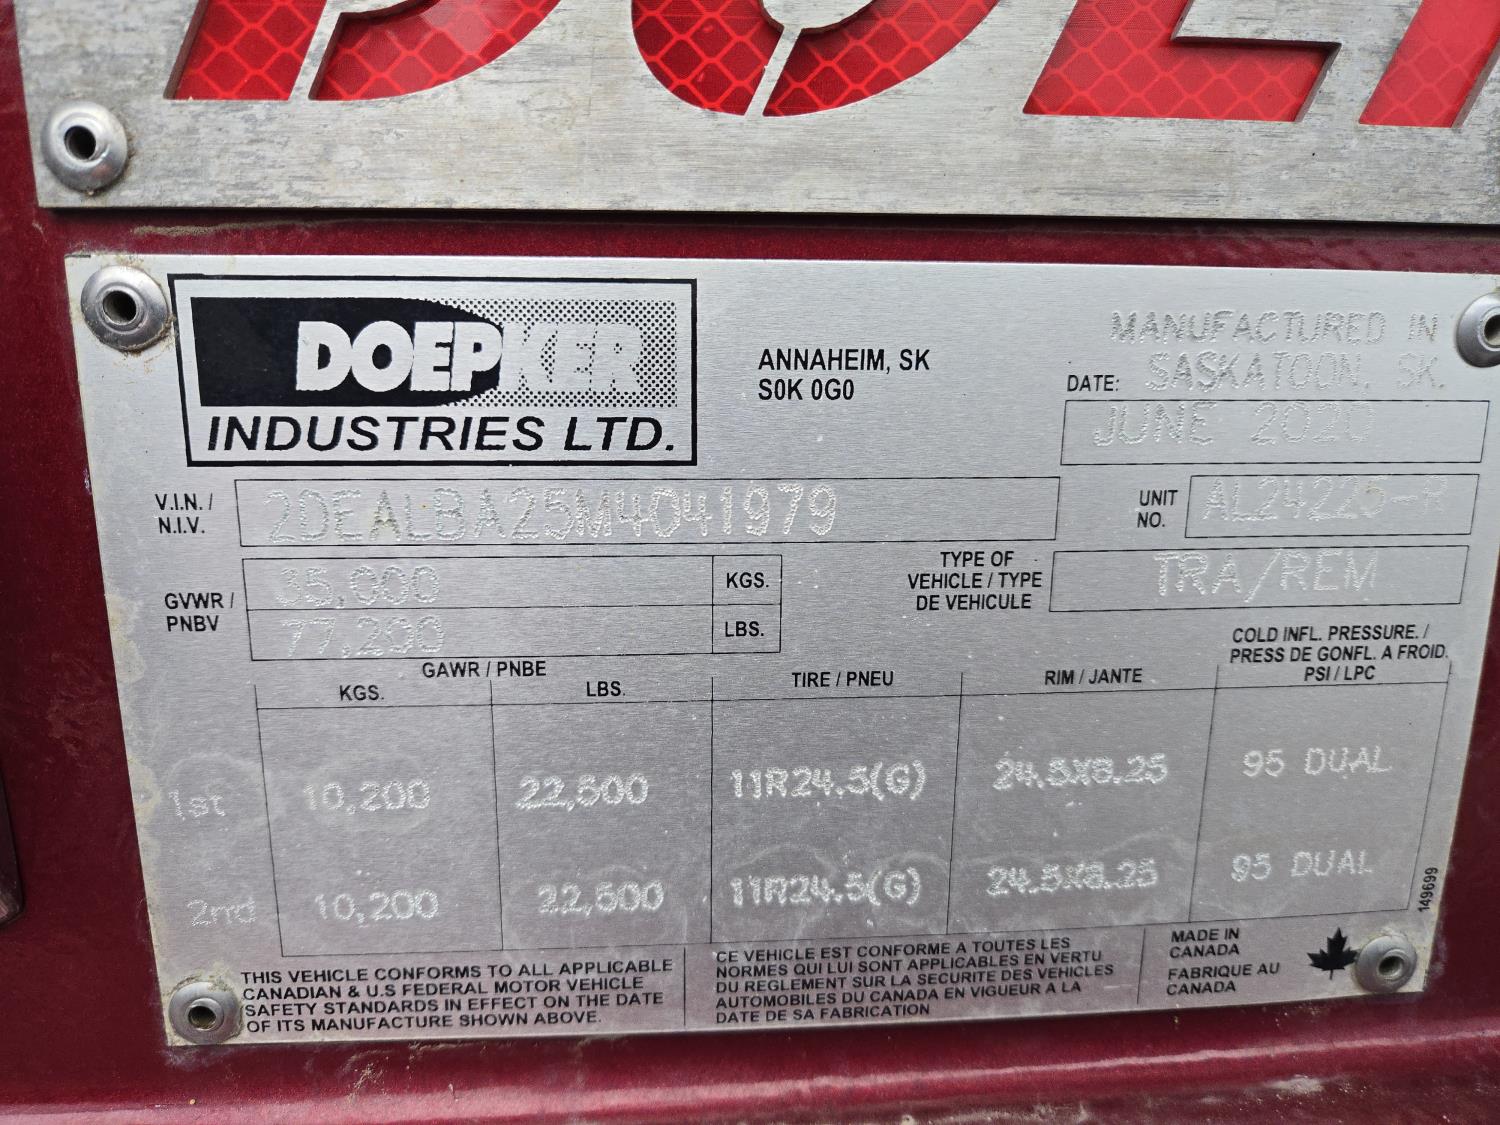 DOEPKER
INDUSTRIES LTD.
ANNAHEIM, SK
S0K 0G0
MANUFACTURED IN
DATE: SASKATOON, SK.
JUNE 2020
V.I.N. /
N.I.V.
2DEALBA25M4041979
UNIT
NO.
AL24225-R
GVWR /
PNBV
35,000 KGS.
77,200 LBS.
TYPE OF
VEHICLE / TYPE
DE VEHICULE
TRA/REM
GAWR / PNBE
KGS. LBS. TIRE / PNEU RIM / JANTE
COLD INFL. PRESSURE. /
PRESS DE GONFL. A FROID.
PSI / LPC
1st 10,200 22,500 11R24.5(G) 24.5X8.25 95 DUAL
2nd 10,200 22,500 11R24.5(G) 24.5X8.25 95 DUAL
149699
THIS VEHICLE CONFORMS TO ALL APPLICABLE
CANADIAN & U.S FEDERAL MOTOR VEHICLE
SAFETY STANDARDS IN EFFECT ON THE DATE
OF ITS MANUFACTURE SHOWN ABOVE.
CE VEHICLE EST CONFORME A TOUTES LES
NORMES QUI LUI SONT APPLICABLES EN VERTU
DU REGLEMENT SUR LA SECURITE DES VEHICLES
AUTOMOBILES DU CANADA EN VIGUEUR A LA
DATE DE SA FABRICATION
MADE IN
CANADA
FABRIQUE AU
CANADA